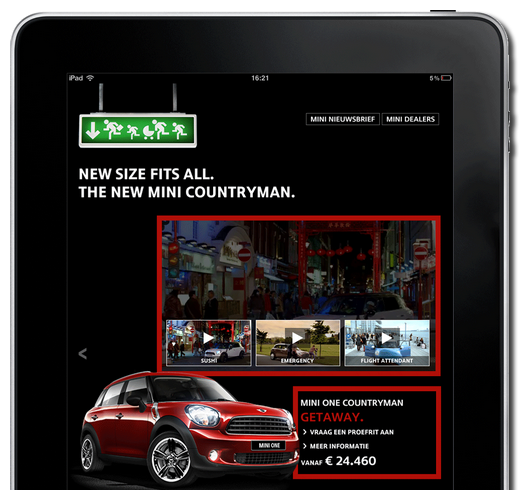 iPad 16:21 5%
MINI NIEUWSBRIEF MINI DEALERS
NEW SIZE FITS ALL.
THE NEW MINI COUNTRYMAN.
SUSHI EMERGENCY FLIGHT ATTENDANT
MINI ONE COUNTRYMAN
GETAWAY.
VRAAG EEN PROEFRIT AAN
MEER INFORMATIE
VANAF € 24.460
MINI ONE